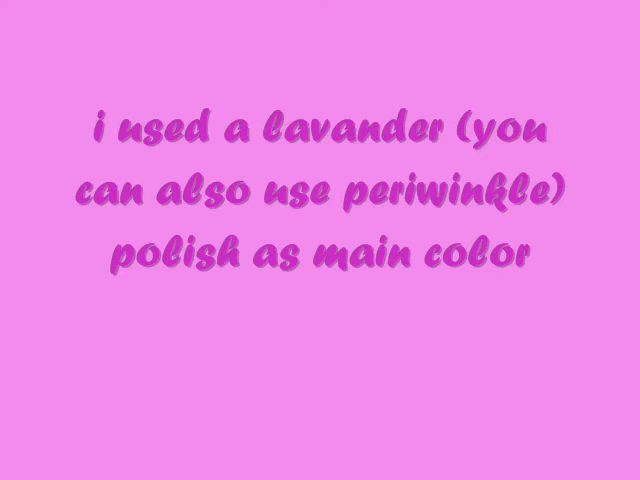 i used a lavander (you
can also use periwinkle)
polish as main color